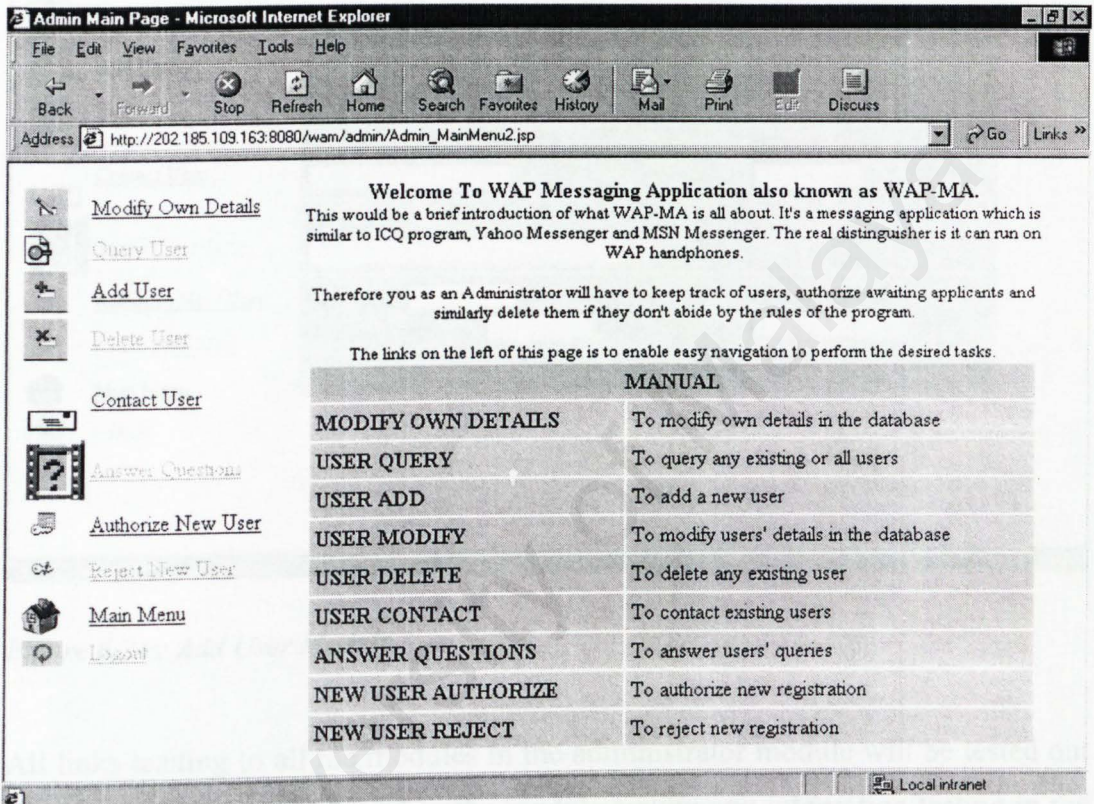 Admin Main Page - Microsoft Internet Explorer
File Edit View Favorites Tools Help
Back Forward Stop Refresh Home Search Favorites History Mail Print Edit Discuss
Address http://202.185.109.163:8080/wam/admin/Admin_MainMenu2.jsp Go Links »
Modify Own Details
Query User
Add User
Delete User
Contact User
Answer Questions
Authorize New User
Reject New User
Main Menu
Logout
Welcome To WAP Messaging Application also known as WAP-MA.
This would be a brief introduction of what WAP-MA is all about. It's a messaging application which is
similar to ICQ program, Yahoo Messenger and MSN Messenger. The real distinguisher is it can run on
WAP handphones.
Therefore you as an Administrator will have to keep track of users, authorize awaiting applicants and
similarly delete them if they don't abide by the rules of the program.
The links on the left of this page is to enable easy navigation to perform the desired tasks.
MANUAL
MODIFY OWN DETAILS To modify own details in the database
USER QUERY To query any existing or all users
USER ADD To add a new user
USER MODIFY To modify users' details in the database
USER DELETE To delete any existing user
USER CONTACT To contact existing users
ANSWER QUESTIONS To answer users' queries
NEW USER AUTHORIZE To authorize new registration
NEW USER REJECT To reject new registration
Local intranet